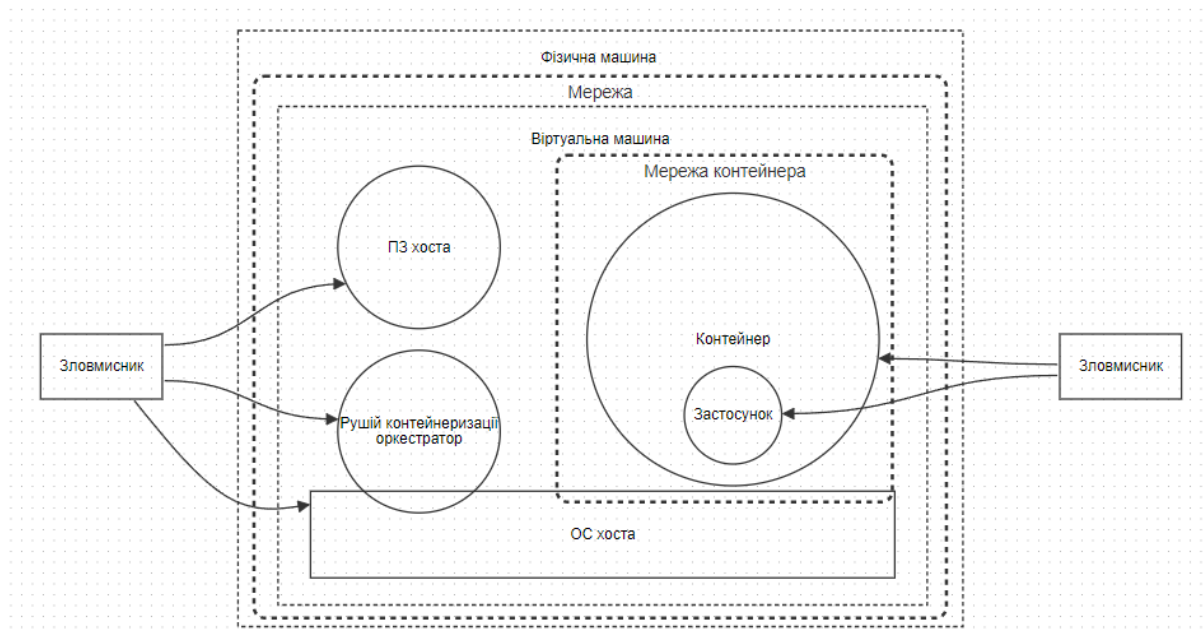 Фізична машина
Мережа
Віртуальна машина
Мережа контейнера
ПЗ хоста
Контейнер
Зловмисник
Зловмисник
Застосунок
Рушій контейнеризації
оркестратор
ОС хоста